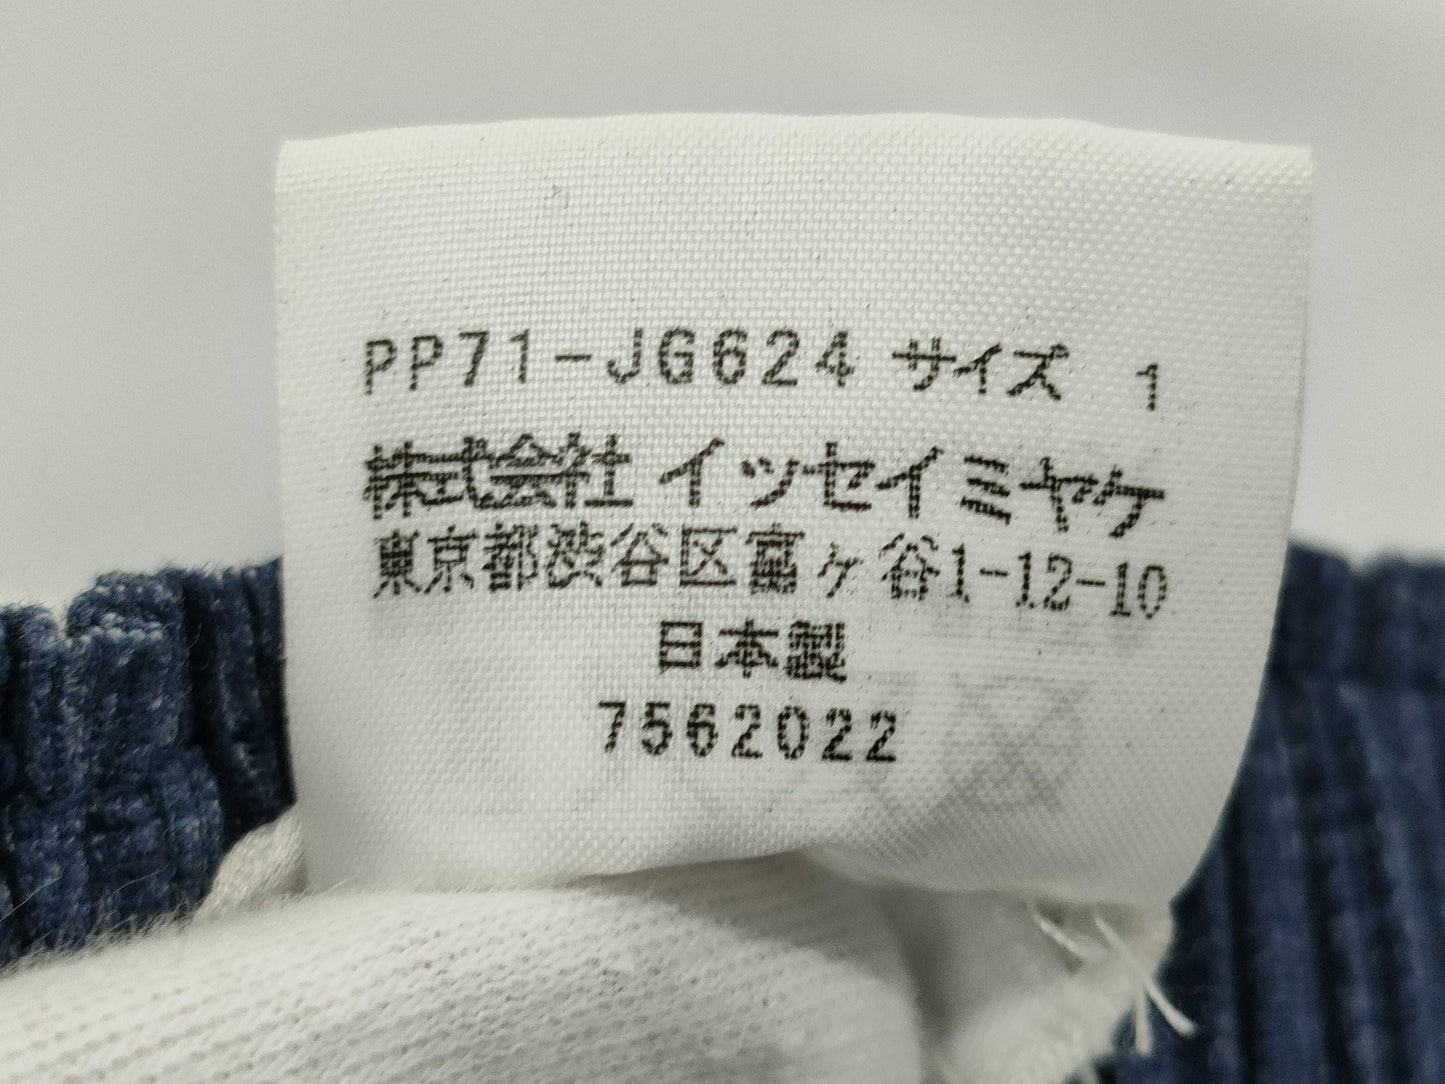 PP71-JG624 サイズ 1
株式会社 イッセイミヤケ
東京都渋谷区富ヶ谷1-12-10
日本製
7562022